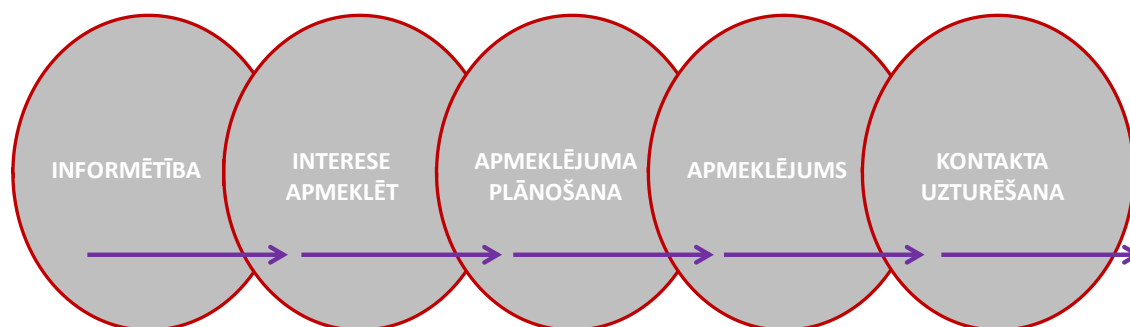 INFORMĒTĪBA
INTERESE
APMEKLĒT
APMEKLĒJUMA
PLĀNOŠANA
APMEKLĒJUMS
KONTAKTA
UZTURĒŠANA